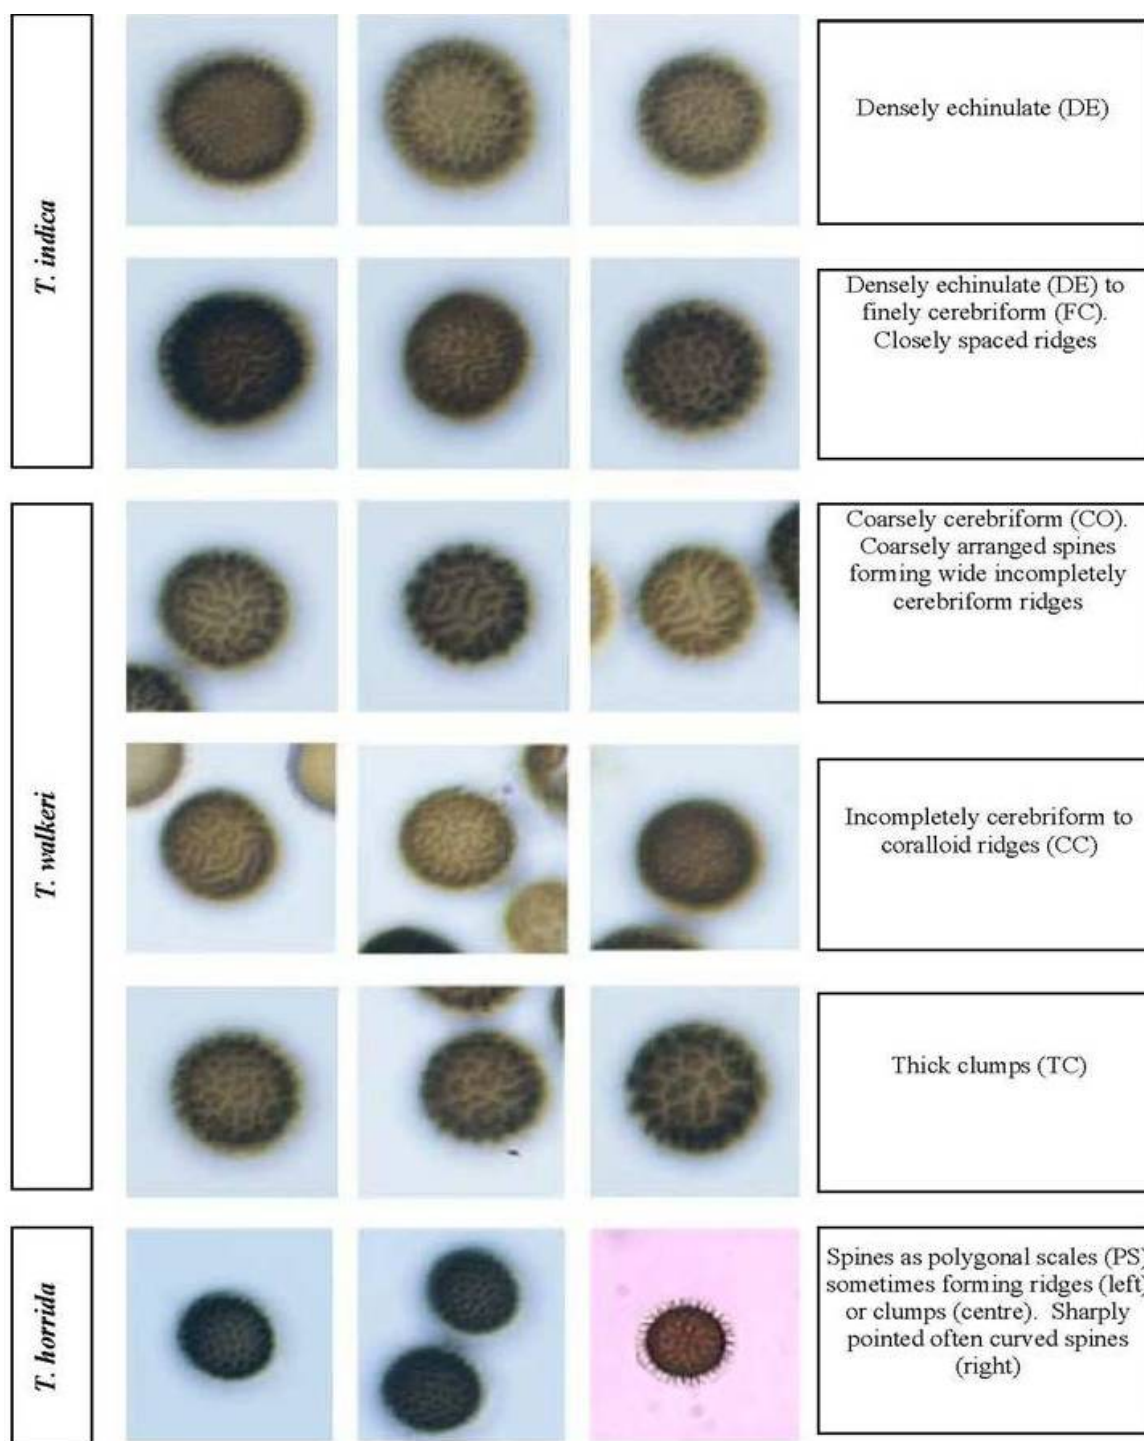 T. indica
Densely echinulate (DE)
Densely echinulate (DE) to
finely cerebriform (FC).
Closely spaced ridges
T. walkeri
Coarsely cerebriform (CO).
Coarsely arranged spines
forming wide incompletely
cerebriform ridges
Incompletely cerebriform to
coralloid ridges (CC)
Thick clumps (TC)
T. horrida
Spines as polygonal scales (PS)
sometimes forming ridges (left)
or clumps (centre). Sharply
pointed often curved spines
(right)